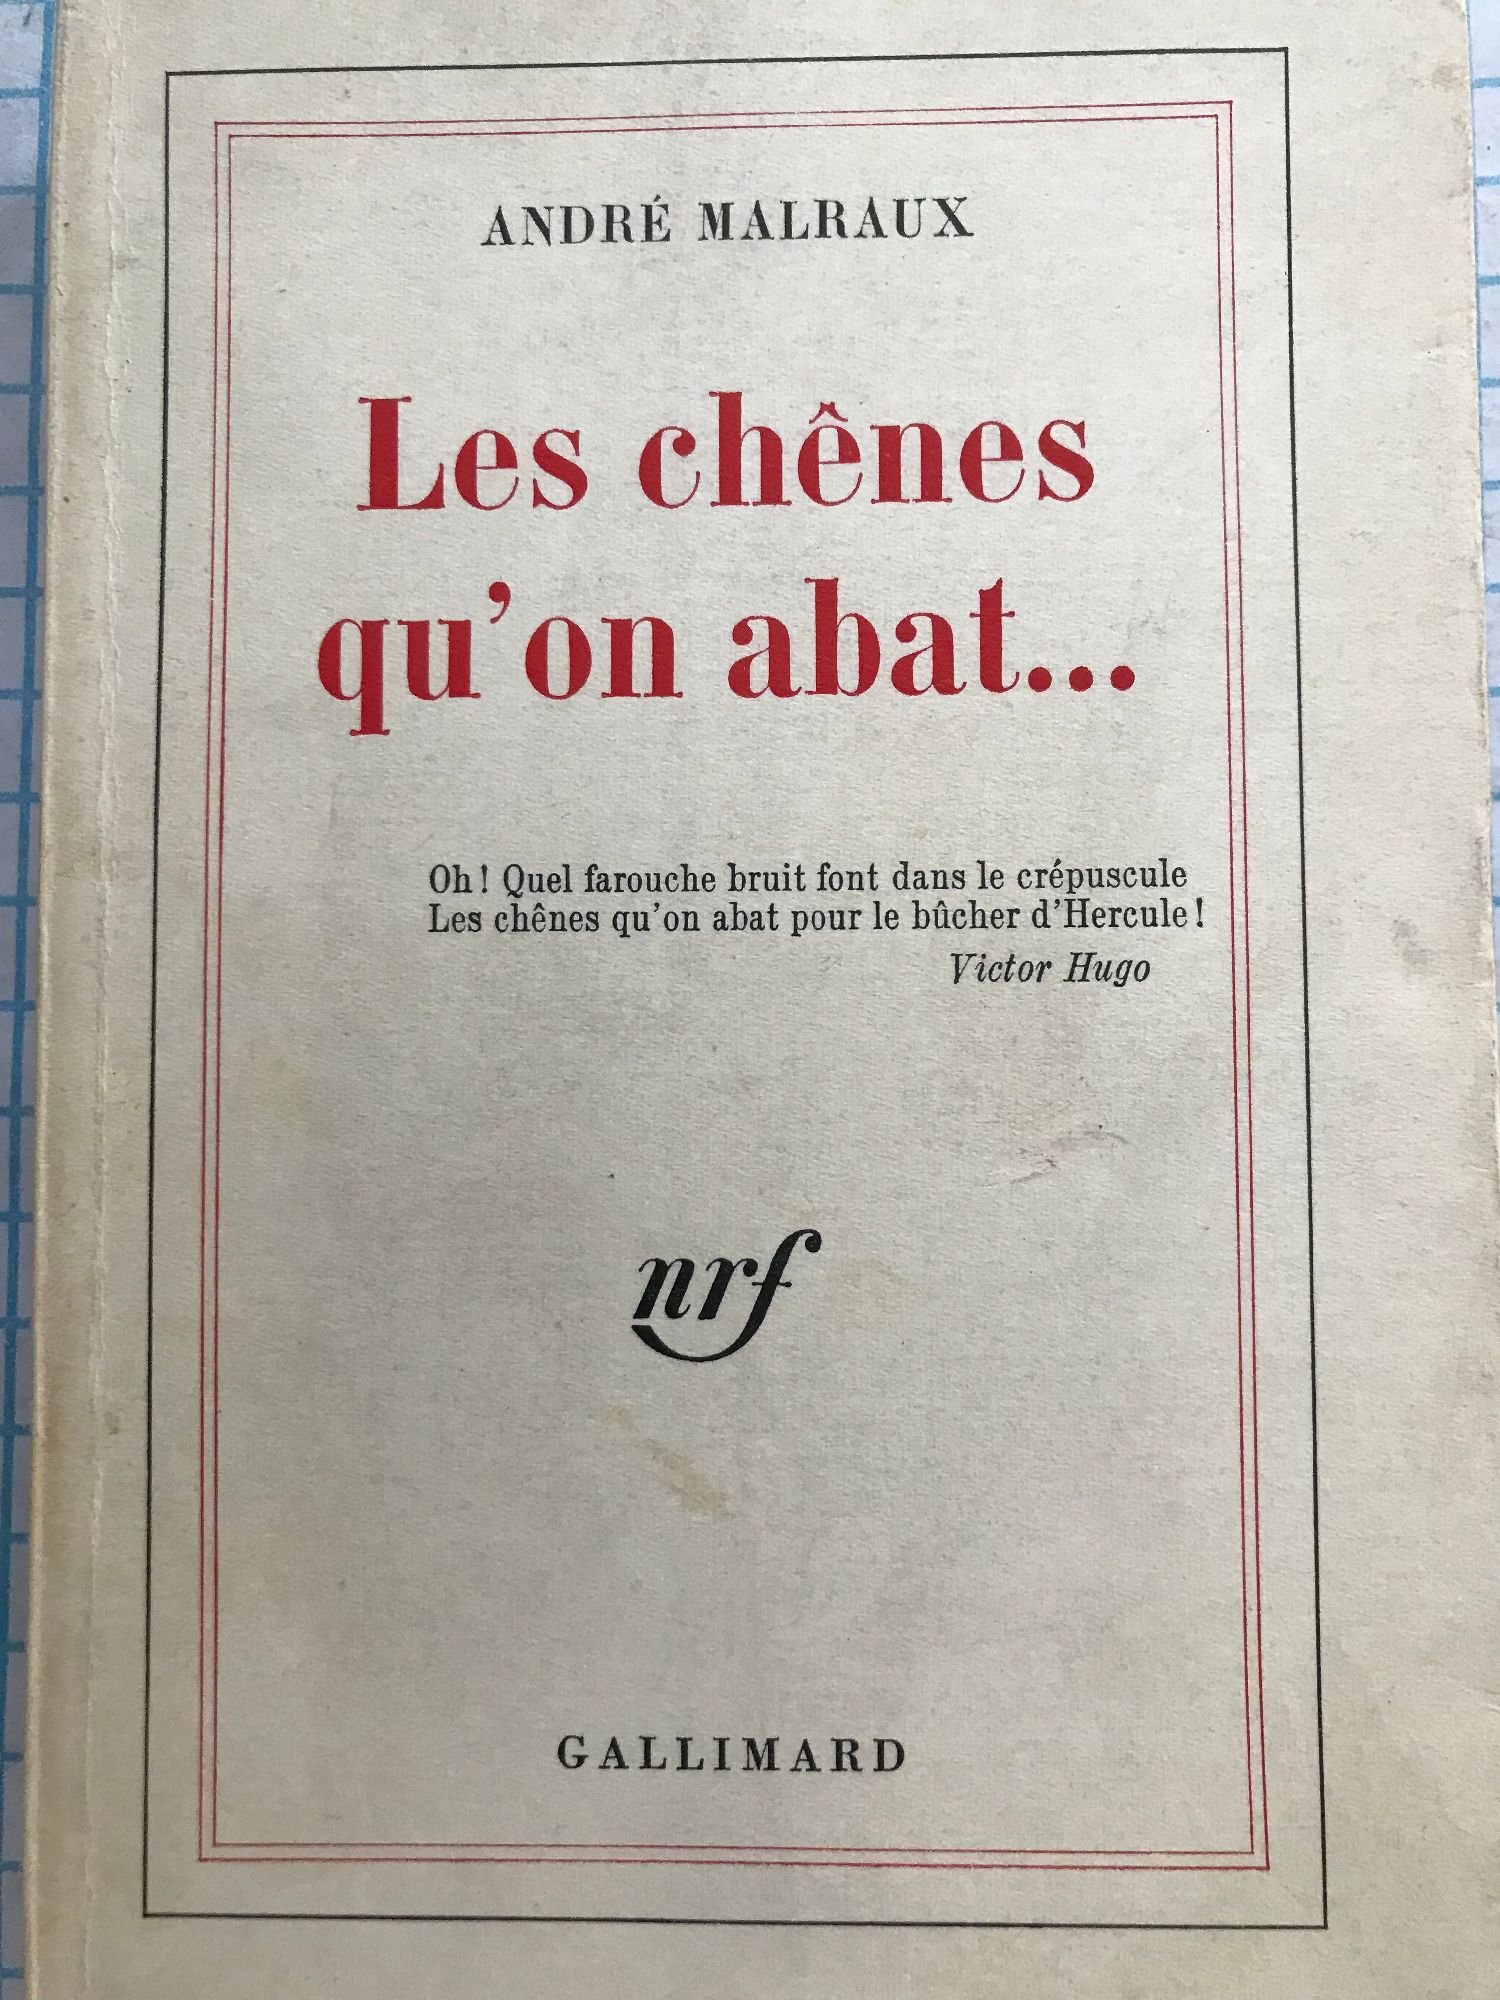 ANDRÉ MALRAUX
Les chênes
qu'on abat...
Oh ! Quel farouche bruit font dans le crépuscule
Les chênes qu'on abat pour le bûcher d'Hercule !
Victor Hugo
nrf
GALLIMARD